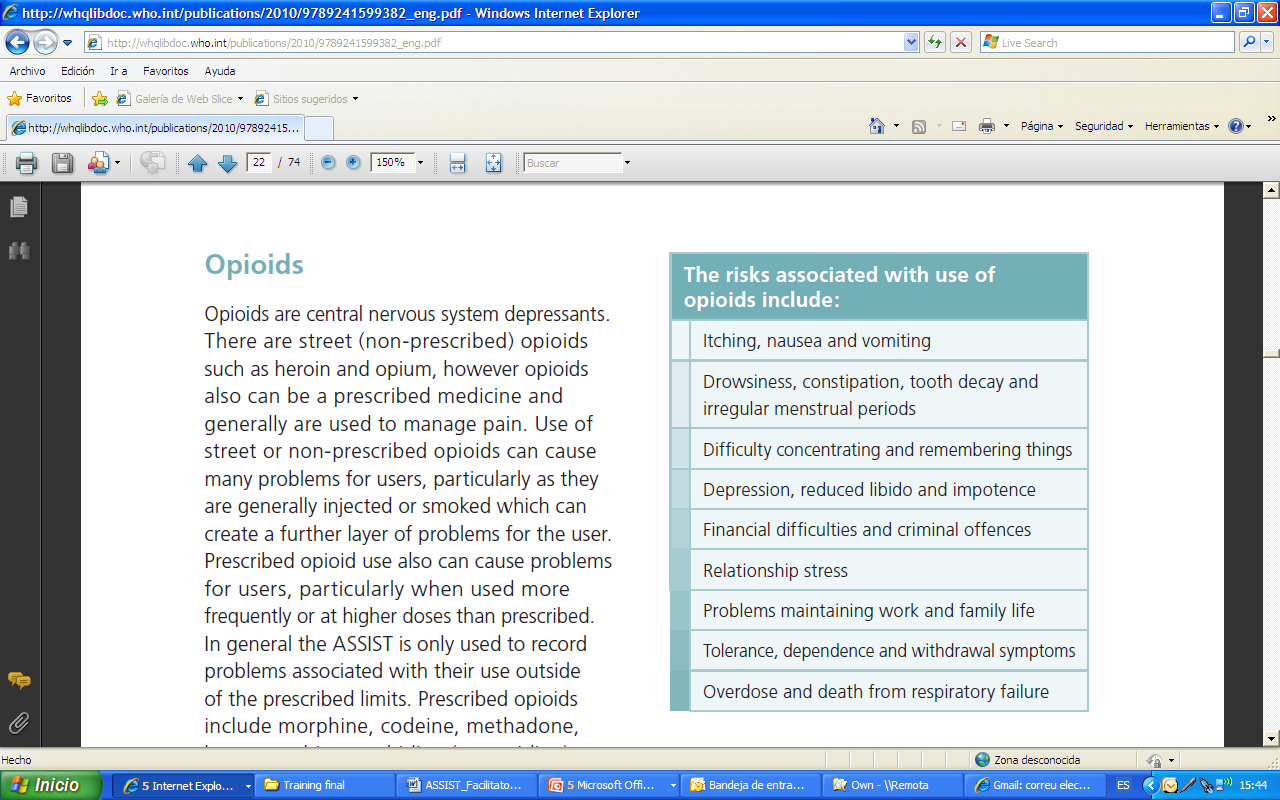 http://whqlibdoc.who.int/publications/2010/9789241599382_eng.pdf - Windows Internet Explorer
http://whqlibdoc.who.int/publications/2010/9789241599382_eng.pdf
Live Search
Archivo Edición Ir a Favoritos Ayuda
Favoritos Galería de Web Slice Sitios sugeridos
http://whqlibdoc.who.int/publications/2010/97892415...
Página Seguridad Herramientas
22 / 74 150% Buscar
Opioids
Opioids are central nervous system depressants.
There are street (non-prescribed) opioids
such as heroin and opium, however opioids
also can be a prescribed medicine and
generally are used to manage pain. Use of
street or non-prescribed opioids can cause
many problems for users, particularly as they
are generally injected or smoked which can
create a further layer of problems for the user.
Prescribed opioid use also can cause problems
for users, particularly when used more
frequently or at higher doses than prescribed.
In general the ASSIST is only used to record
problems associated with their use outside
of the prescribed limits. Prescribed opioids
include morphine, codeine, methadone,
The risks associated with use of
opioids include:
Itching, nausea and vomiting
Drowsiness, constipation, tooth decay and
irregular menstrual periods
Difficulty concentrating and remembering things
Depression, reduced libido and impotence
Financial difficulties and criminal offences
Relationship stress
Problems maintaining work and family life
Tolerance, dependence and withdrawal symptoms
Overdose and death from respiratory failure
Hecho Zona desconocida
Inicio 5 Internet Explo... Training final ASSIST_Facilitato... 5 Microsoft Offi... Bandeja de entra... Own - \\Remota Gmail: correu elec... ES 15:44